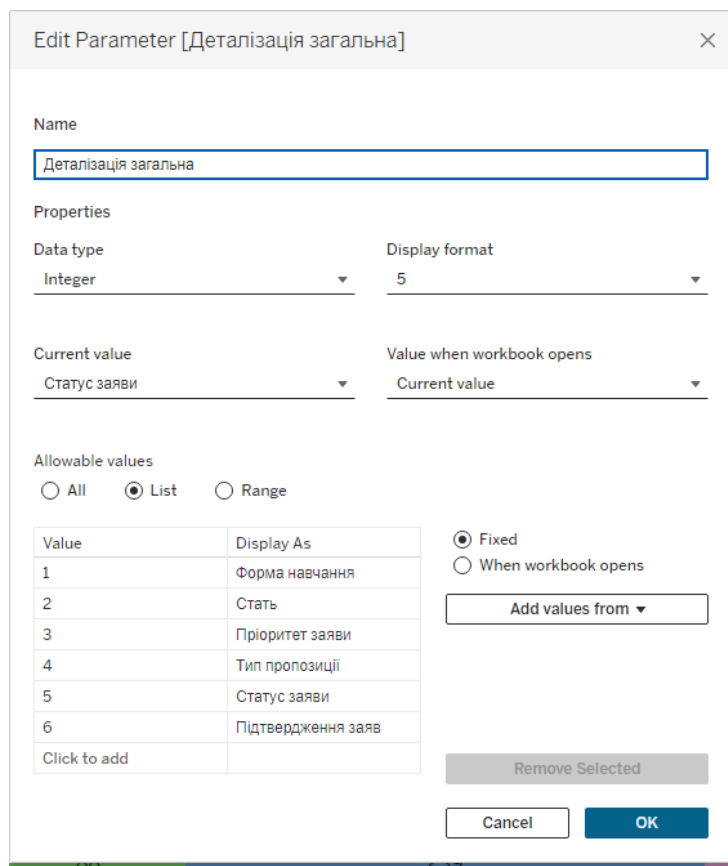 Edit Parameter [Деталізація загальна]
Name
Деталізація загальна
Properties
Data type
Display format
Integer
5
Current value
Value when workbook opens
Статус заяви
Current value
Allowable values
All
List
Range
Value
Display As
1
Форма навчання
2
Стать
3
Пріоритет заяви
4
Тип пропозиції
5
Статус заяви
6
Підтвердження заяв
Click to add
Fixed
When workbook opens
Add values from
Remove Selected
Cancel
OK